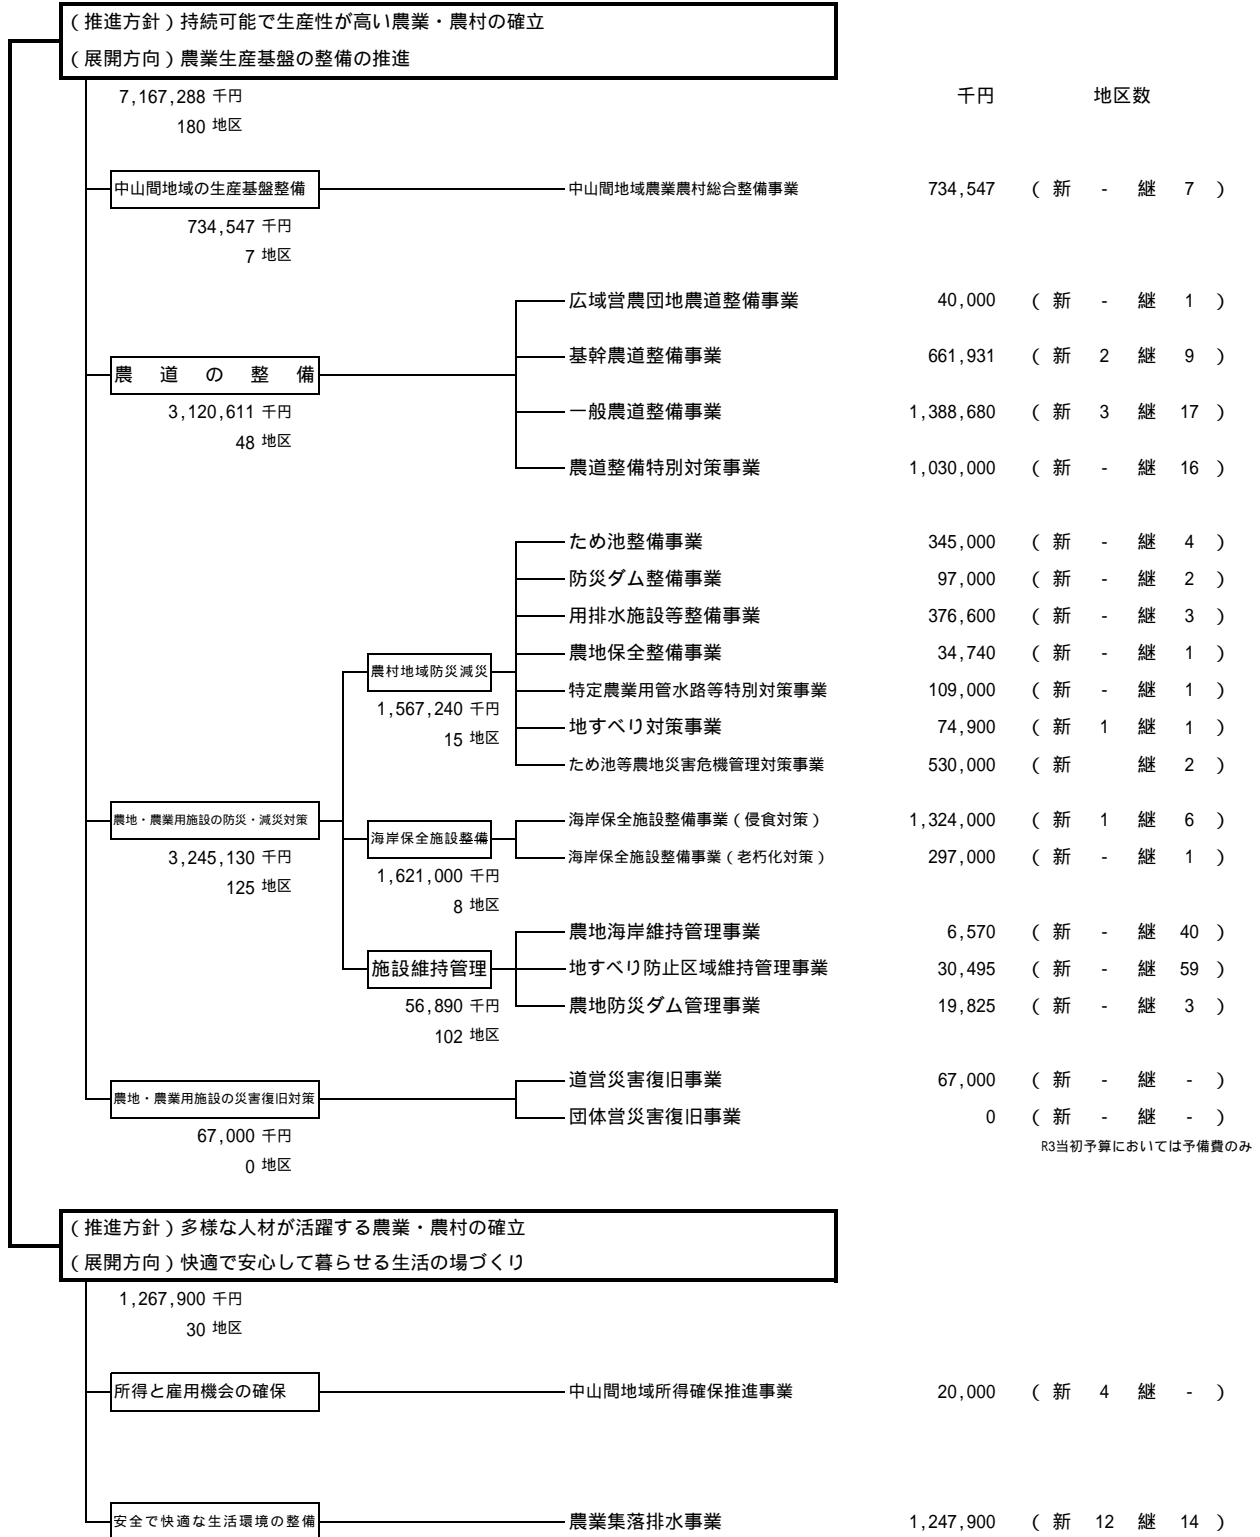 (推進方針)持続可能で生産性が高い農業・農村の確立
(展開方向)農業生産基盤の整備の推進
7,167,288 千円
180 地区
千円 地区数
中山間地域の生産基盤整備 中山間地域農業農村総合整備事業 734,547 ( 新 - 継 7 )
734,547 千円
7 地区
広域営農団地農道整備事業 40,000 ( 新 - 継 1 )
基幹農道整備事業 661,931 ( 新 2 継 9 )
農道の整備
3,120,611 千円
48 地区
一般農道整備事業 1,388,680 ( 新 3 継 17 )
農道整備特別対策事業 1,030,000 ( 新 - 継 16 )
ため池整備事業 345,000 ( 新 - 継 4 )
防災ダム整備事業 97,000 ( 新 - 継 2 )
用排水施設等整備事業 376,600 ( 新 - 継 3 )
農地保全整備事業 34,740 ( 新 - 継 1 )
農村地域防災減災
1,567,240 千円
15 地区
特定農業用管水路等特別対策事業 109,000 ( 新 - 継 1 )
地すべり対策事業 74,900 ( 新 1 継 1 )
ため池等農地災害危機管理対策事業 530,000 ( 新 継 2 )
農地・農業用施設の防災・減災対策
3,245,130 千円
125 地区
海岸保全施設整備
1,621,000 千円
8 地区
海岸保全施設整備事業(侵食対策) 1,324,000 ( 新 1 継 6 )
海岸保全施設整備事業(老朽化対策) 297,000 ( 新 - 継 1 )
農地海岸維持管理事業 6,570 ( 新 - 継 40 )
施設維持管理 地すべり防止区域維持管理事業 30,495 ( 新 - 継 59 )
56,890 千円
102 地区
農地防災ダム管理事業 19,825 ( 新 - 継 3 )
道営災害復旧事業 67,000 ( 新 - 継 - )
農地・農業用施設の災害復旧対策
67,000 千円
0 地区
団体営災害復旧事業 0 ( 新 - 継 - )
R3当初予算においては予備費のみ
(推進方針)多様な人材が活躍する農業・農村の確立
(展開方向)快適で安心して暮らせる生活の場づくり
1,267,900 千円
30 地区
所得と雇用機会の確保 中山間地域所得確保推進事業 20,000 ( 新 4 継 - )
安全で快適な生活環境の整備 農業集落排水事業 1,247,900 ( 新 12 継 14 )